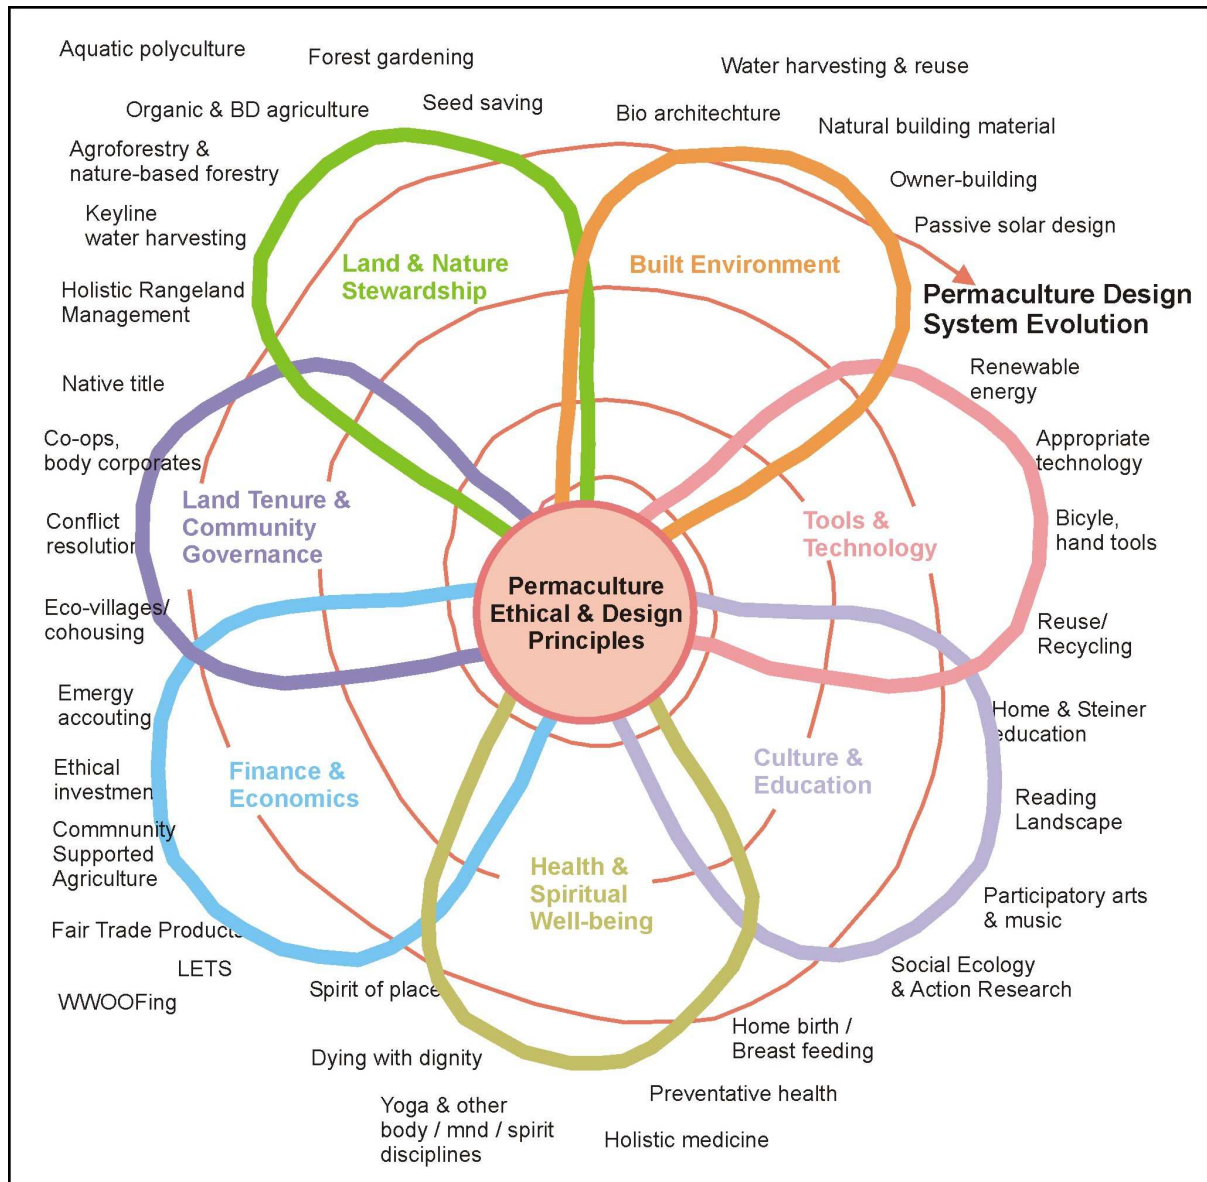 Aquatic polyculture
Forest gardening
Water harvesting & reuse
Organic & BD agriculture
Seed saving
Bio architechture
Natural building material
Agroforestry &
nature-based forestry
Owner-building
Keyline
water harvesting
Passive solar design
Land & Nature
Stewardship
Built Environment
Holistic Rangeland
Management
Permaculture Design
System Evolution
Native title
Renewable
energy
Co-ops,
body corporates
Appropriate
technology
Land Tenure &
Community
Governance
Tools &
Technology
Conflict
resolution
Bicyle,
hand tools
Permaculture
Ethical & Design
Principles
Eco-villages/
cohousing
Reuse/
Recycling
Emergy
accouting
Home & Steiner
education
Finance &
Economics
Culture &
Education
Ethical
investment
Reading
Landscape
Commnunity
Supported
Agriculture
Health &
Spiritual
Well-being
Participatory arts
& music
Fair Trade Products
LETS
WWOOFing
Spirit of place
Social Ecology
& Action Research
Dying with dignity
Home birth /
Breast feeding
Yoga & other
body / mnd / spirit
disciplines
Preventative health
Holistic medicine